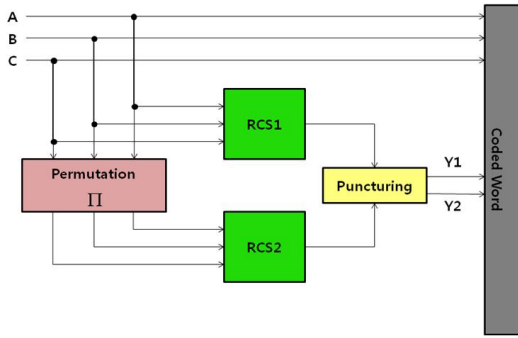 A
B
C
RCS1
Permutation
Π
Puncturing
Y1
Y2
RCS2
Coded Word